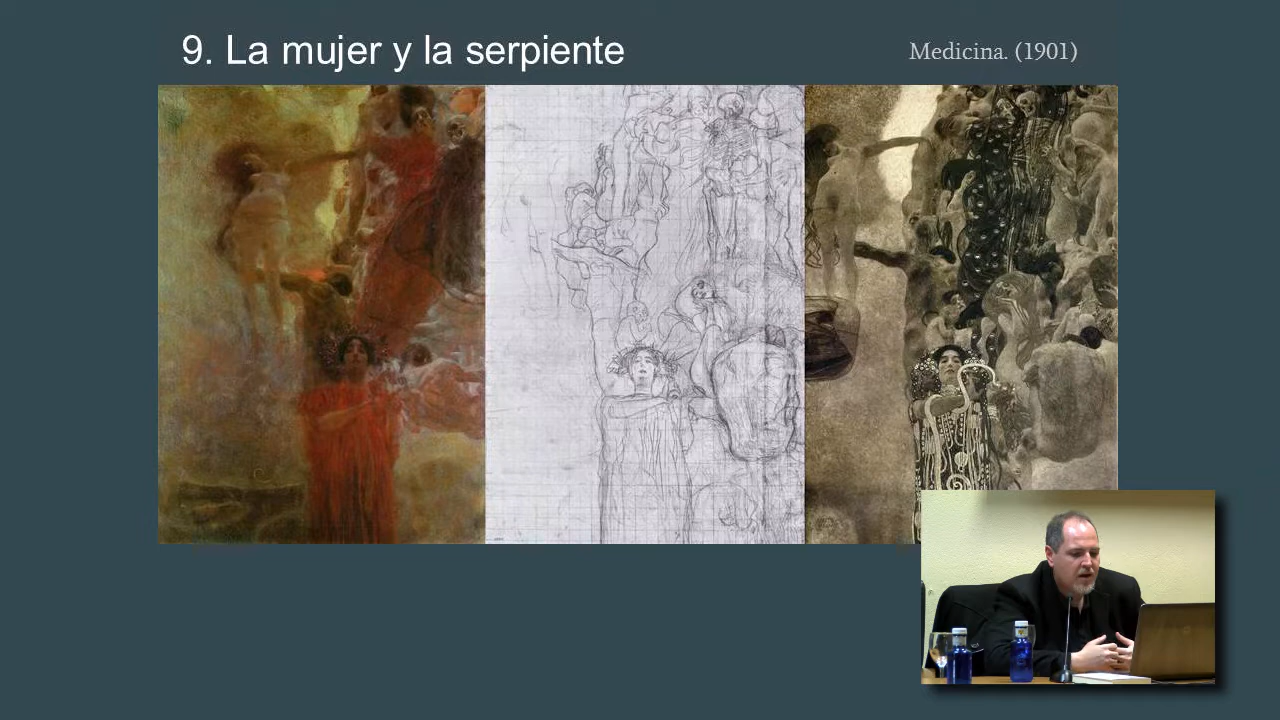 9. La mujer y la serpiente
Medicina. (1901)